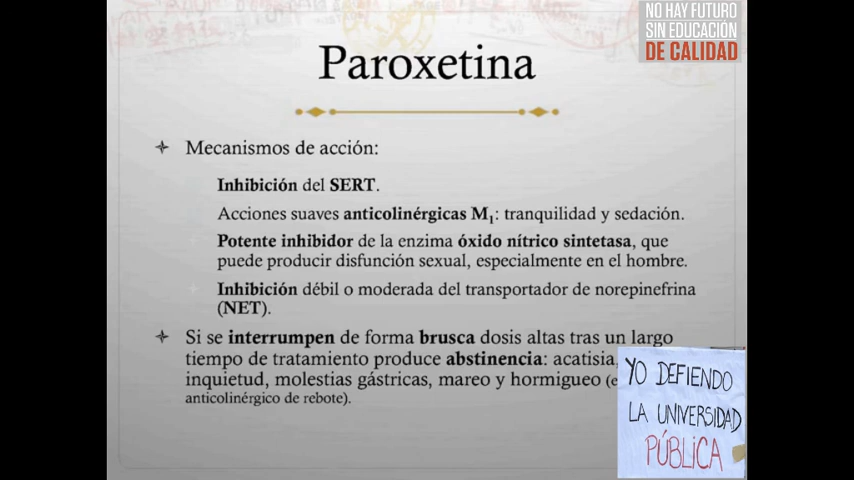 NO HAY FUTURO
SIN EDUCACIÓN
DE CALIDAD
Paroxetina
Mecanismos de acción:
Inhibición del SERT.
Acciones suaves anticolinérgicas M₁: tranquilidad y sedación.
Potente inhibidor de la enzima óxido nítrico sintetasa, que
puede producir disfunción sexual, especialmente en el hombre.
Inhibición débil o moderada del transportador de norepinefrina
(NET).
Si se interrumpen de forma brusca dosis altas tras un largo
tiempo de tratamiento produce abstinencia: acatisia,
inquietud, molestias gástricas, mareo y hormigueo
anticolinérgico de rebote).
YO DEFIENDO
LA UNIVERSIDAD
PÚBLICA